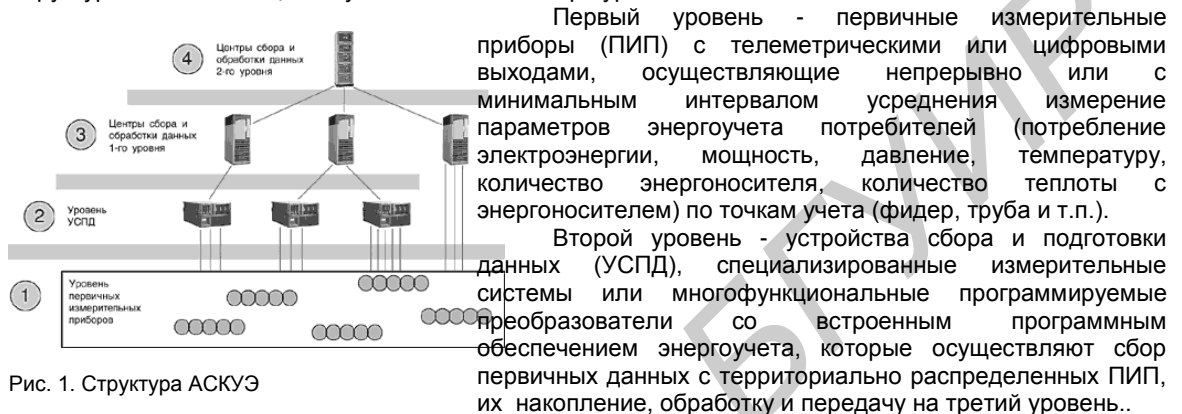 4
Центры сбора и
обработки данных
2-го уровня
3
Центры сбора и
обработки данных
1-го уровня
2
Уровень
УСПД
1
Уровень
первичных
измерительных
приборов
Рис. 1. Структура АСКУЭ
Первый уровень - первичные измерительные
приборы (ПИП) с телеметрическими или цифровыми
выходами, осуществляющие непрерывно или с
минимальным интервалом усреднения измерение
параметров энергоучета потребителей (потребление
электроэнергии, мощность, давление, температуру,
количество энергоносителя, количество теплоты с
энергоносителем) по точкам учета (фидер, труба и т.п.).
Второй уровень - устройства сбора и подготовки
данных (УСПД), специализированные измерительные
системы или многофункциональные программируемые
преобразователи со встроенным программным
обеспечением энергоучета, которые осуществляют сбор
первичных данных с территориально распределенных ПИП,
их накопление, обработку и передачу на третий уровень..
БГУИР